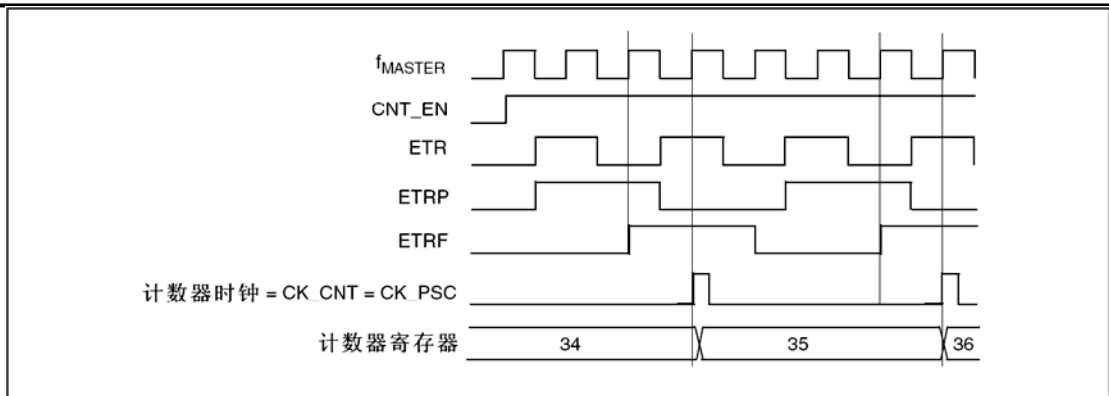 fMASTER
CNT_EN
ETR
ETRP
ETRF
计数器时钟 = CK_CNT = CK_PSC
计数器寄存器 34 35 36